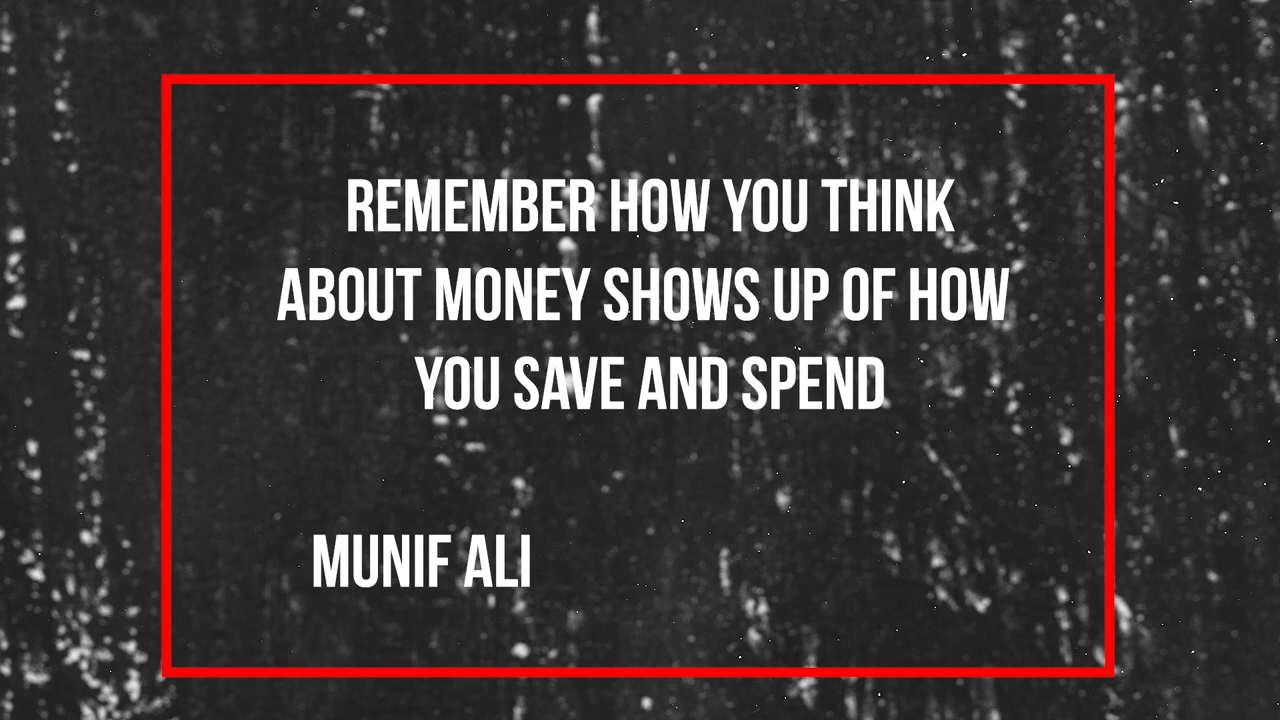 REMEMBER HOW YOU THINK
ABOUT MONEY SHOWS UP OF HOW
YOU SAVE AND SPEND
MUNIF ALI